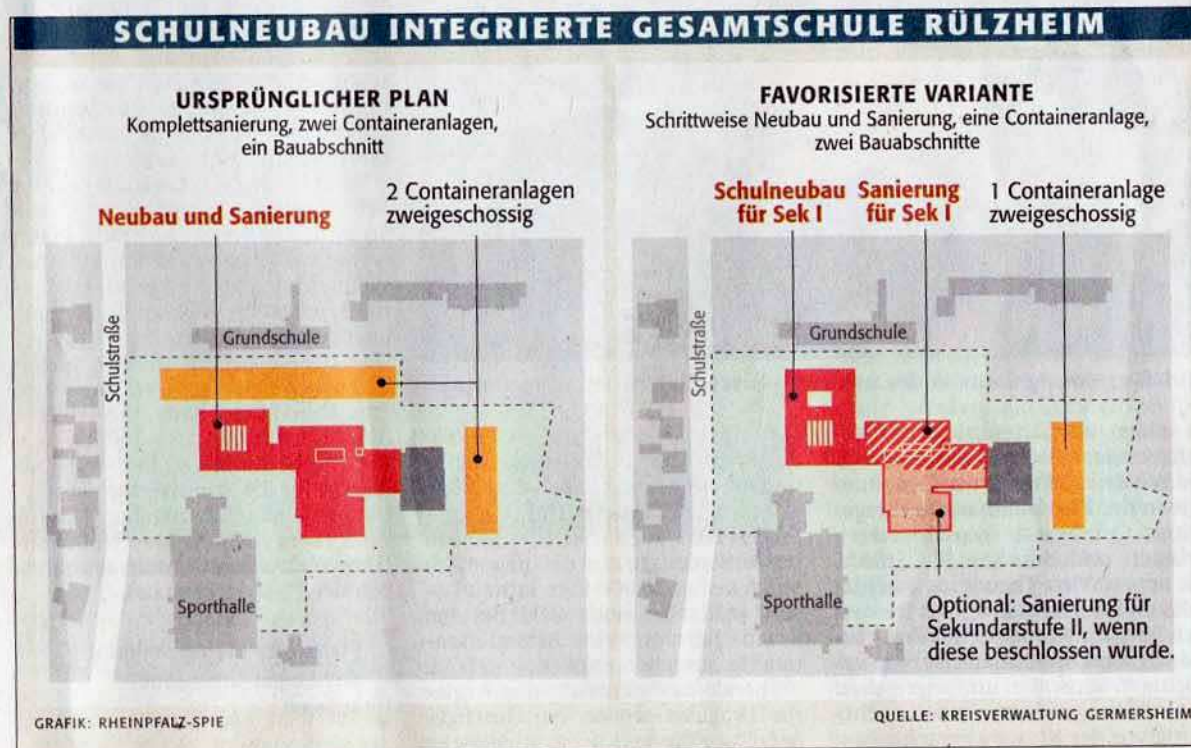 SCHULNEUBAU INTEGRIERTE GESAMTSCHULE RÜLZHEIM
URSPRÜNGLICHER PLAN
Komplettsanierung, zwei Containeranlagen,
ein Bauabschnitt
Neubau und Sanierung
2 Containeranlagen
zweigeschossig
Schulstraße
Grundschule
Sporthalle
FAVORISIERTE VARIANTE
Schrittweise Neubau und Sanierung, eine Containeranlage,
zwei Bauabschnitte
Schulneubau
für Sek I
Sanierung
für Sek I
1 Containeranlage
zweigeschossig
Schulstraße
Grundschule
Sporthalle
Optional: Sanierung für
Sekundarstufe II, wenn
diese beschlossen wurde.
GRAFIK: RHEINPFALZ-SPIE
QUELLE: KREISVERWALTUNG GERMERSHEIM